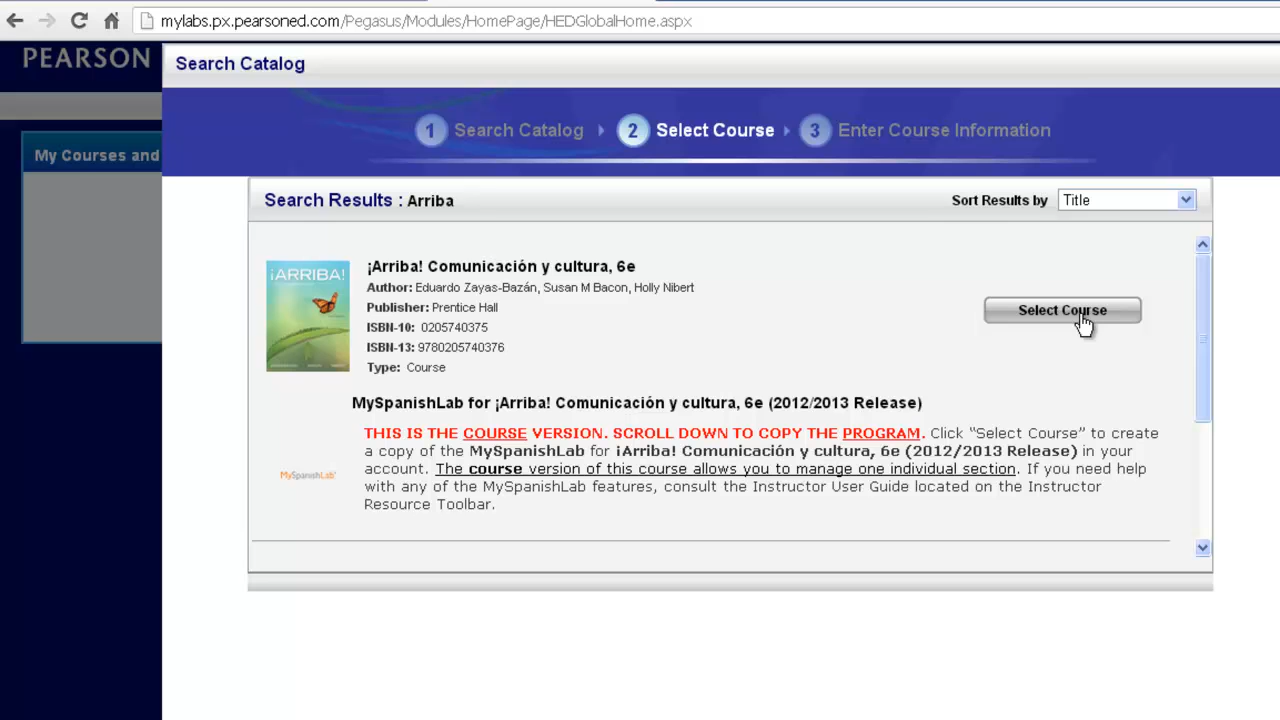 mylabs.px.pearsoned.com/Pegasus/Modules/HomePage/HEDGlobalHome.aspx
PEARSON
Search Catalog
1 Search Catalog 2 Select Course 3 Enter Course Information
My Courses and
Search Results : Arriba
Sort Results by Title
¡ARRIBA!
¡Arriba! Comunicación y cultura, 6e
Author: Eduardo Zayas-Bazán, Susan M Bacon, Holly Nibert
Publisher: Prentice Hall
Select Course
ISBN-10: 0205740375
ISBN-13: 9780205740376
Type: Course
MySpanishLab for ¡Arriba! Comunicación y cultura, 6e (2012/2013 Release)
THIS IS THE COURSE VERSION. SCROLL DOWN TO COPY THE PROGRAM. Click “Select Course” to create
a copy of the MySpanishLab for ¡Arriba! Comunicación y cultura, 6e (2012/2013 Release) in your
account. The course version of this course allows you to manage one individual section. If you need help
with any of the MySpanishLab features, consult the Instructor User Guide located on the Instructor
Resource Toolbar.
MySpanishLab